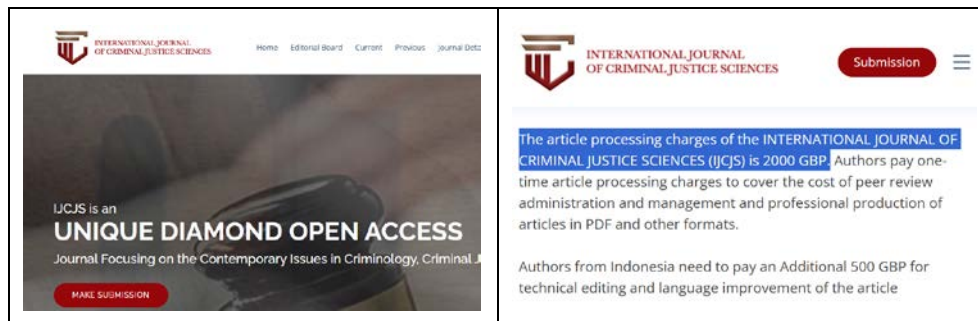 INTERNATIONAL JOURNAL
OF CRIMINAL JUSTICE SCIENCES
Home Editorial Board Current Previous Journal Deta
IJCJS is an
UNIQUE DIAMOND OPEN ACCESS
Journal Focusing on the Contemporary Issues in Criminology, Criminal J
MAKE SUBMISSION
INTERNATIONAL JOURNAL
OF CRIMINAL JUSTICE SCIENCES
Submission
The article processing charges of the INTERNATIONAL JOURNAL OF
CRIMINAL JUSTICE SCIENCES (IJCJS) is 2000 GBP. Authors pay one-
time article processing charges to cover the cost of peer review
administration and management and professional production of
articles in PDF and other formats.
Authors from Indonesia need to pay an Additional 500 GBP for
technical editing and language improvement of the article